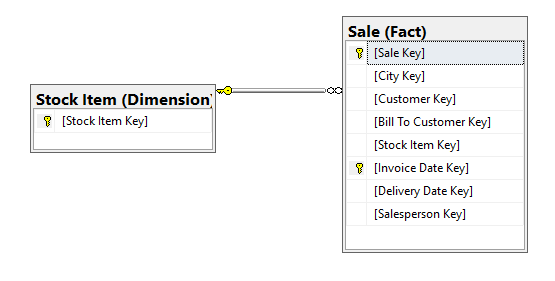 Stock Item (Dimension)
[Stock Item Key]
Sale (Fact)
[Sale Key]
[City Key]
[Customer Key]
[Bill To Customer Key]
[Stock Item Key]
[Invoice Date Key]
[Delivery Date Key]
[Salesperson Key]